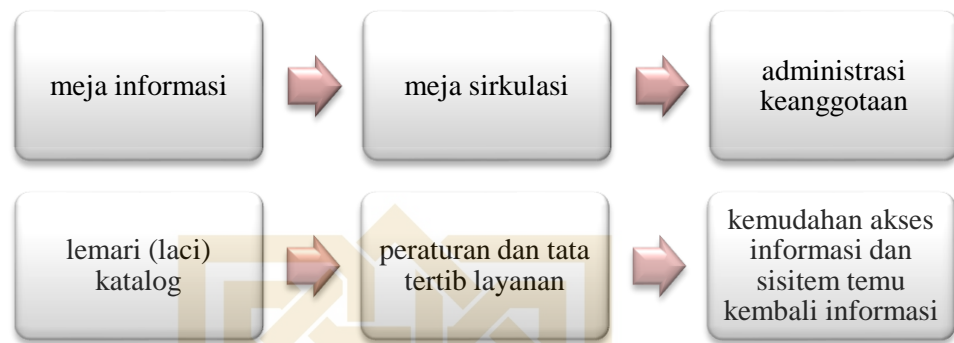 meja informasi
meja sirkulasi
administrasi
keanggotaan
lemari (laci)
katalog
peraturan dan tata
tertib layanan
kemudahan akses
informasi dan
sisitem temu
kembali informasi